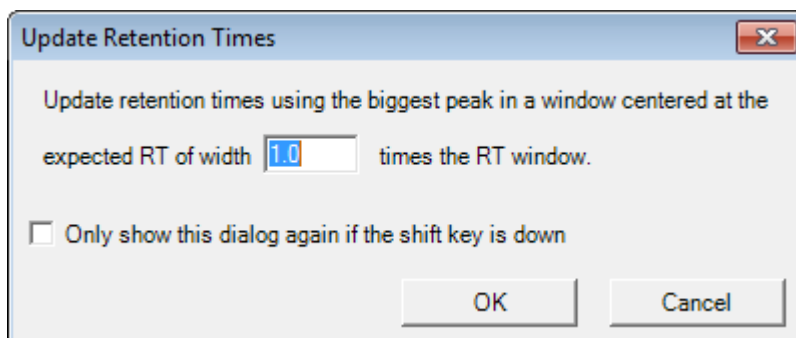 Update Retention Times
Update retention times using the biggest peak in a window centered at the
expected RT of width 1.0 times the RT window.
Only show this dialog again if the shift key is down
OK Cancel